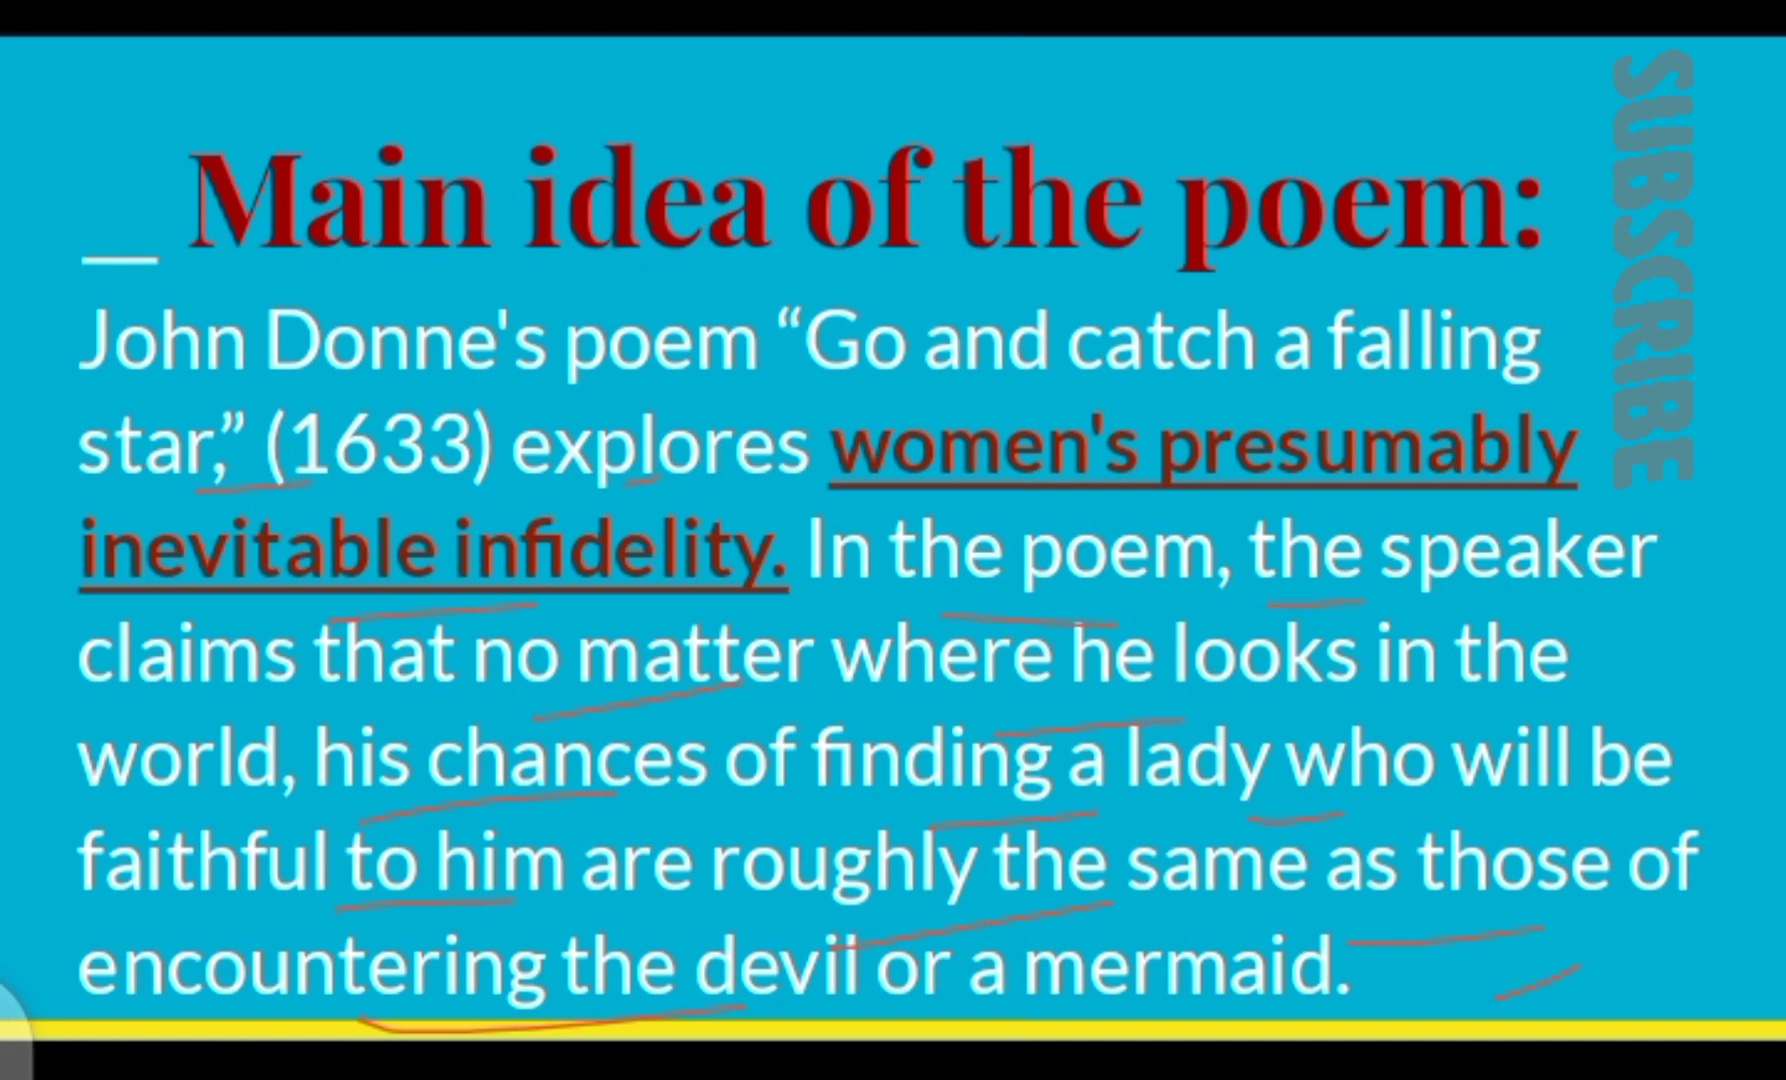 _ Main idea of the poem:
John Donne's poem “Go and catch a falling
star,” (1633) explores women's presumably
inevitable infidelity. In the poem, the speaker
claims that no matter where he looks in the
world, his chances of finding a lady who will be
faithful to him are roughly the same as those of
encountering the devil or a mermaid.
SUBSCRIBE